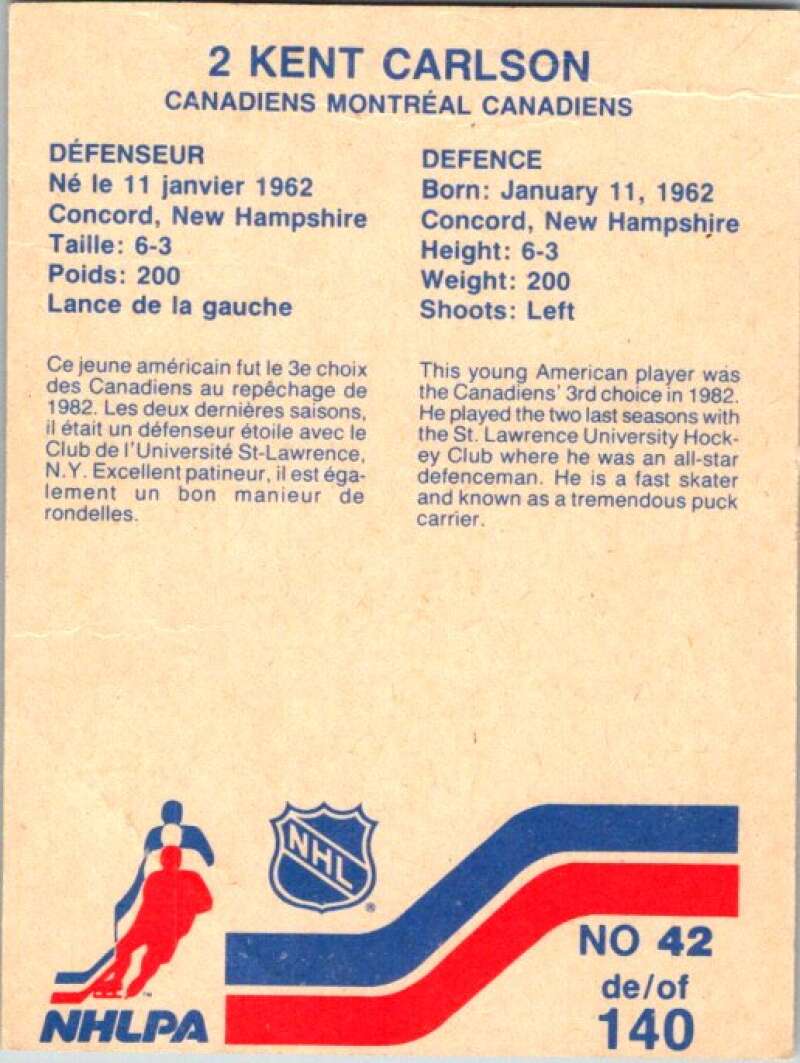 2 KENT CARLSON
CANADIENS MONTRÉAL CANADIENS
DÉFENSEUR
Né le 11 janvier 1962
Concord, New Hampshire
Taille: 6-3
Poids: 200
Lance de la gauche
Ce jeune américain fut le 3e choix
des Canadiens au repêchage de
1982. Les deux dernières saisons,
il était un défenseur étoile avec le
Club de l'Université St-Lawrence,
N.Y. Excellent patineur, il est éga-
lement un bon manieur de
rondelles.
DEFENCE
Born: January 11, 1962
Concord, New Hampshire
Height: 6-3
Weight: 200
Shoots: Left
This young American player was
the Canadiens' 3rd choice in 1982.
He played the two last seasons with
the St. Lawrence University Hock-
ey Club where he was an all-star
defenceman. He is a fast skater
and known as a tremendous puck
carrier.
NHL
®
™
NHLPA
NO 42
de/of
140